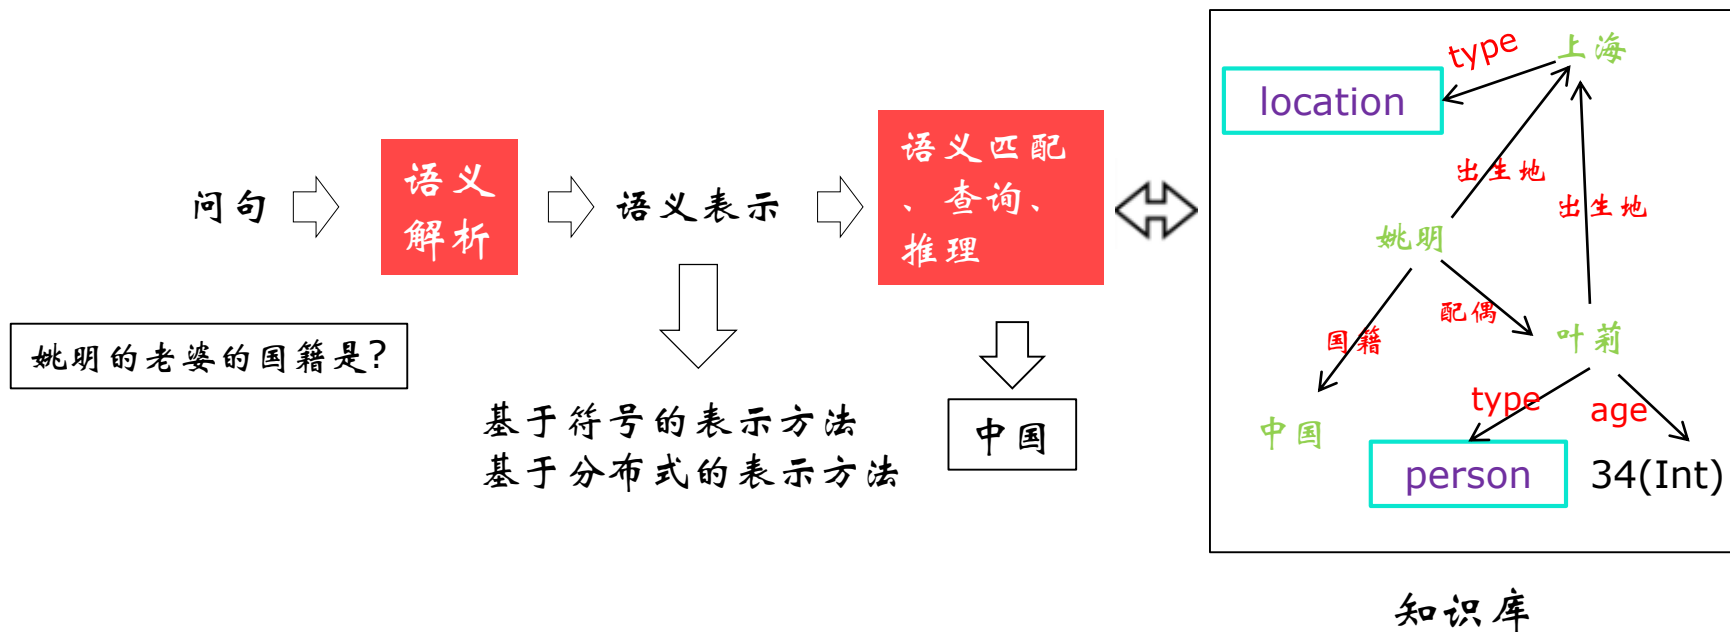 问句
语义
解析
语义表示
语义匹配
、查询、
推理
姚明的老婆的国籍是?
基于符号的表示方法
基于分布式的表示方法
中国
type
上海
location
出生地
出生地
姚明
配偶
国籍
叶莉
type
age
中国
person
34(Int)
知识库